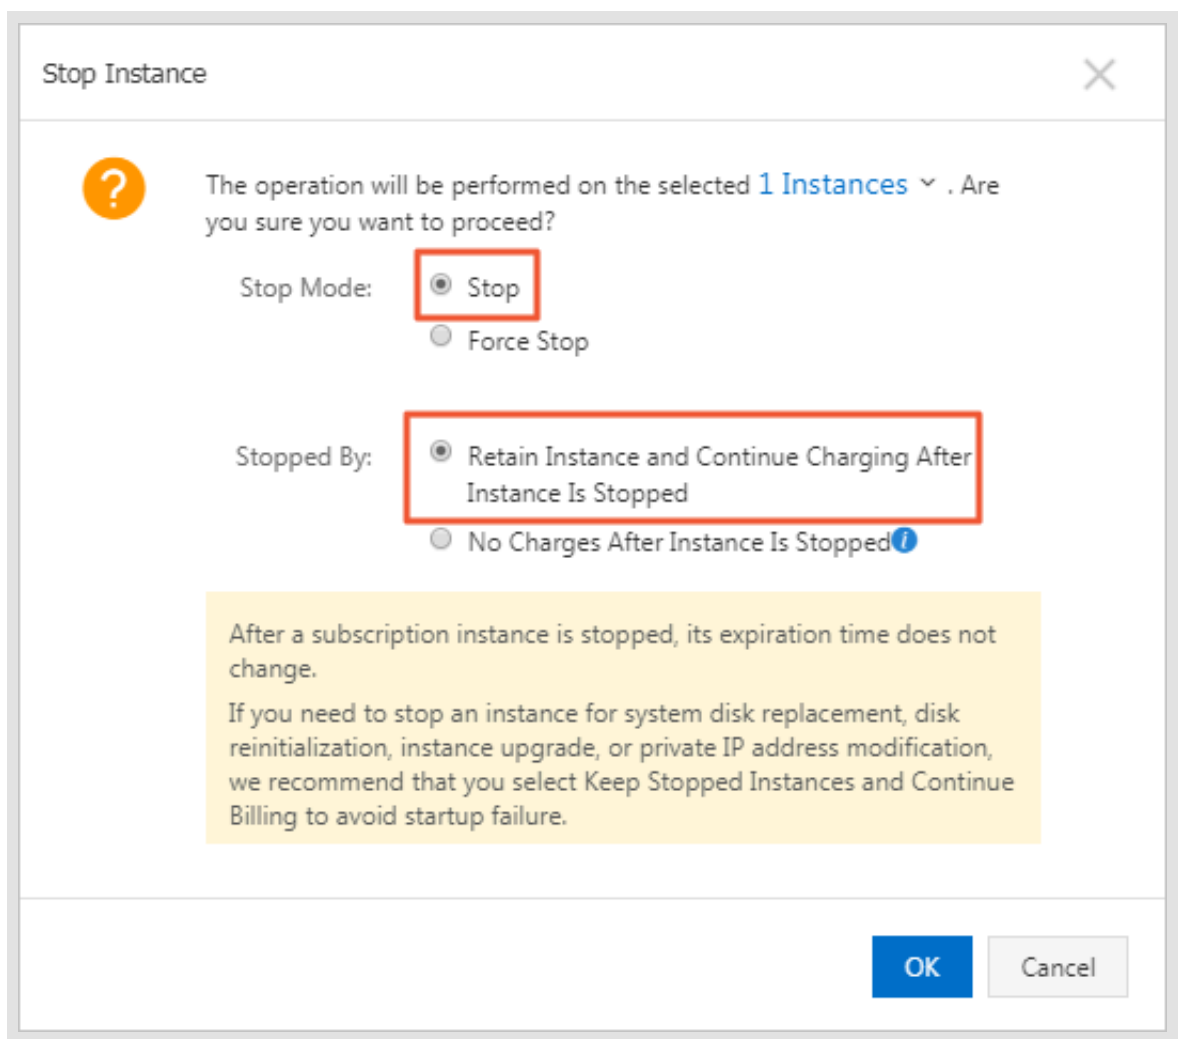 Stop Instance
?
The operation will be performed on the selected 1 Instances . Are
you sure you want to proceed?
Stop Mode: Stop
Force Stop
Stopped By: Retain Instance and Continue Charging After
Instance Is Stopped
No Charges After Instance Is Stopped i
After a subscription instance is stopped, its expiration time does not
change.
If you need to stop an instance for system disk replacement, disk
reinitialization, instance upgrade, or private IP address modification,
we recommend that you select Keep Stopped Instances and Continue
Billing to avoid startup failure.
OK Cancel